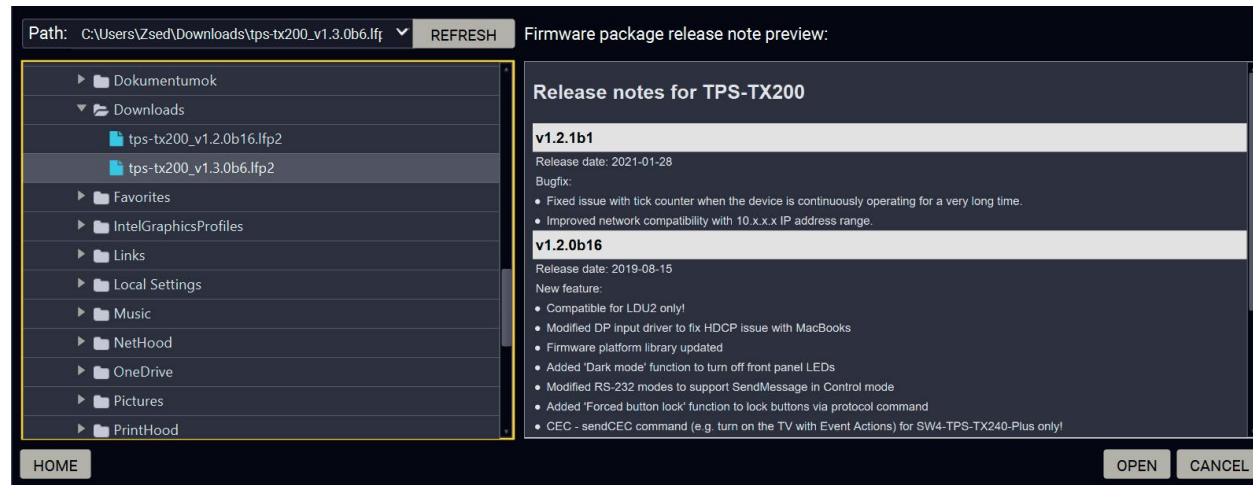 Path: C:\Users\Zsed\Downloads\tps-tx200_v1.3.0b6.lfp REFRESH
Firmware package release note preview:
Dokumentumok
Downloads
tps-tx200_v1.2.0b16.lfp2
tps-tx200_v1.3.0b6.lfp2
Favorites
IntelGraphicsProfiles
Links
Local Settings
Music
NetHood
OneDrive
Pictures
PrintHood
Release notes for TPS-TX200
v1.2.1b1
Release date: 2021-01-28
Bugfix:
• Fixed issue with tick counter when the device is continuously operating for a very long time.
• Improved network compatibility with 10.x.x.x IP address range.
v1.2.0b16
Release date: 2019-08-15
New feature:
• Compatible for LDU2 only!
• Modified DP input driver to fix HDCP issue with MacBooks
• Firmware platform library updated
• Added 'Dark mode' function to turn off front panel LEDs
• Modified RS-232 modes to support SendMessage in Control mode
• Added 'Forced button lock' function to lock buttons via protocol command
• CEC - sendCEC command (e.g. turn on the TV with Event Actions) for SW4-TPS-TX240-Plus only!
HOME
OPEN CANCEL